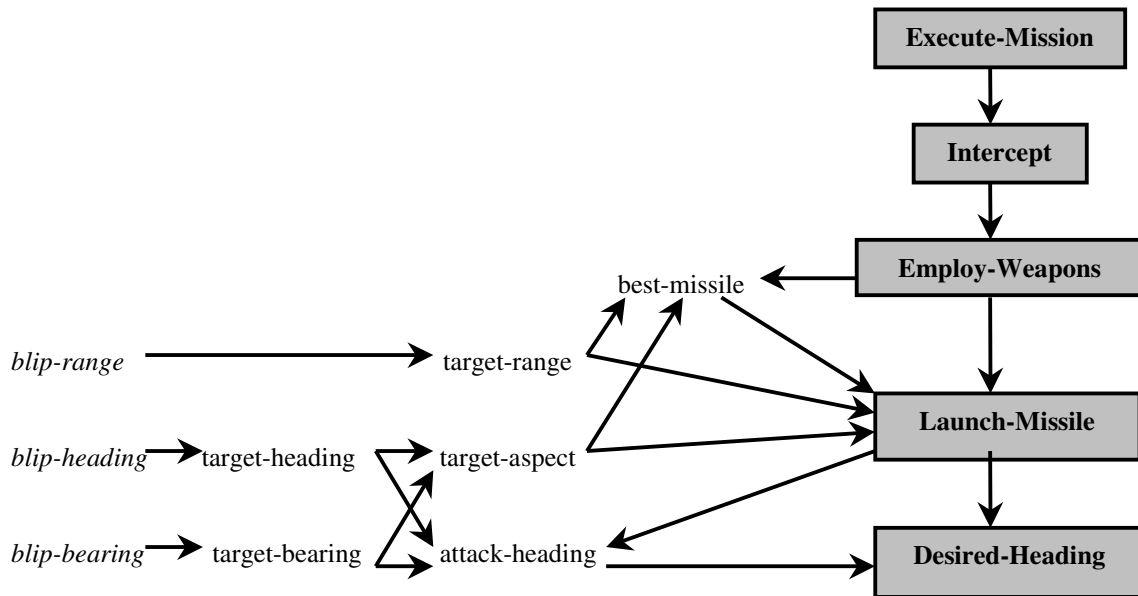 Execute-Mission
Intercept
Employ-Weapons
best-missile
blip-range
target-range
Launch-Missile
blip-heading
target-heading
target-aspect
blip-bearing
target-bearing
attack-heading
Desired-Heading